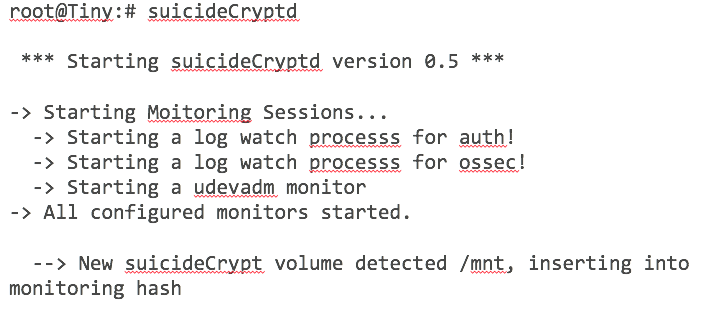 root@Tiny:# suicideCryptd
*** Starting suicideCryptd version 0.5 ***
-> Starting Moitoring Sessions...
-> Starting a log watch processs for auth!
-> Starting a log watch processs for ossec!
-> Starting a udevadm monitor
-> All configured monitors started.
--> New suicideCrypt volume detected /mnt, inserting into
monitoring hash